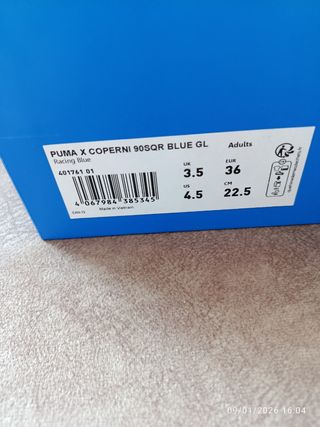 PUMA X COPERNI 90SQR BLUE GL Adults
Racing Blue
401761 01
UK EUR
3.5 36
US CM
4.5 22.5
4 067984 385345
Made in Vietnam
09/01/2026 16:04